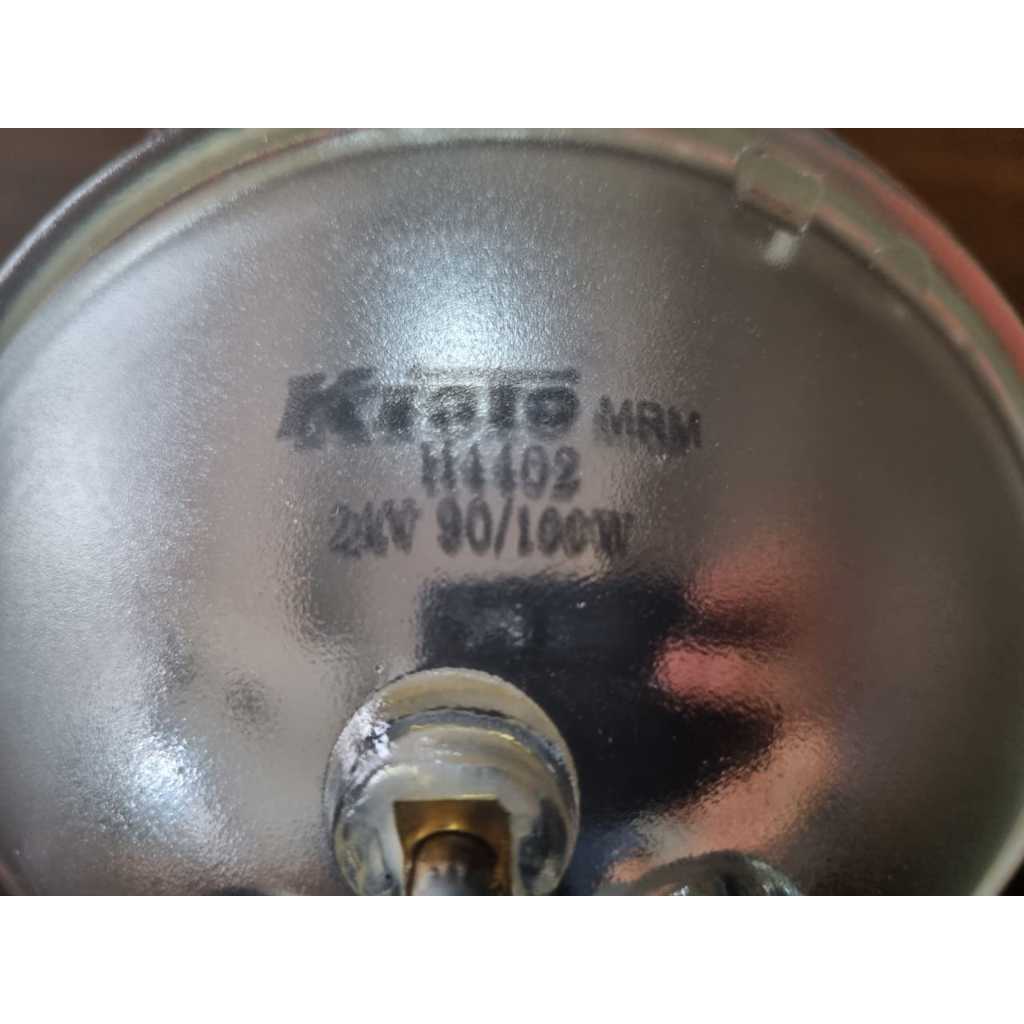 Krato MRM
H4402
24V 90/100W